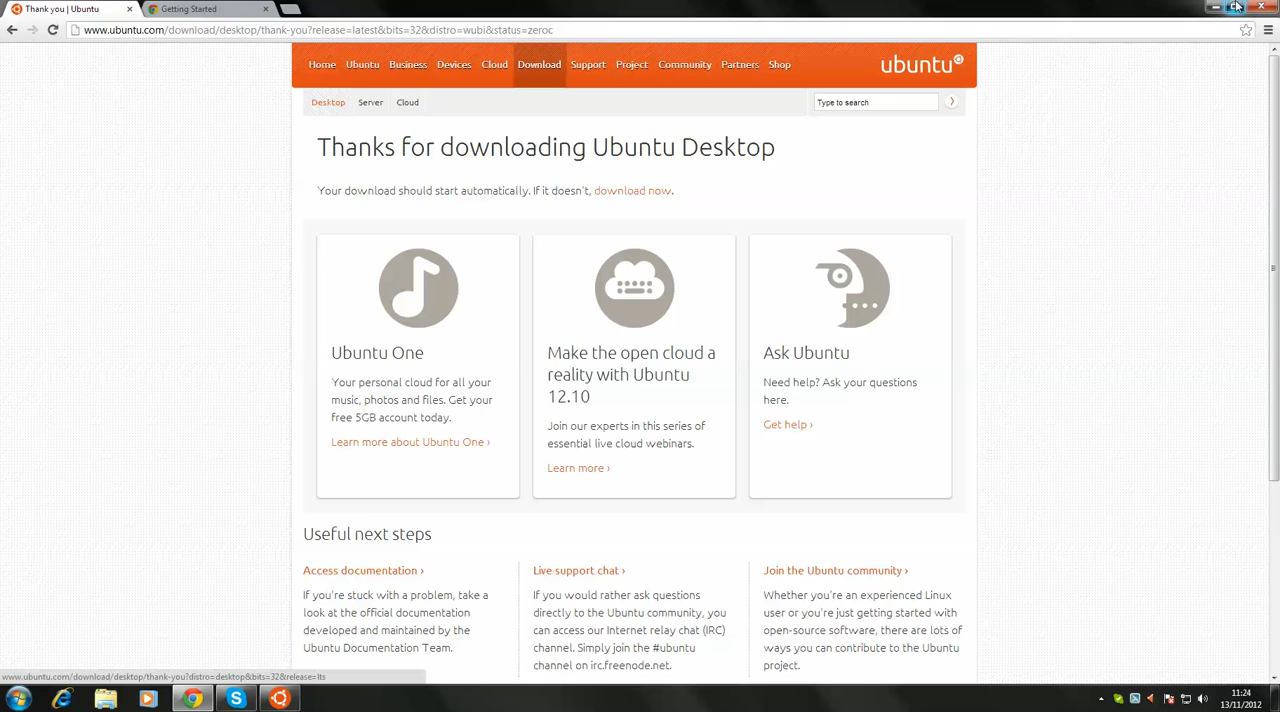 Thank you | Ubuntu
Getting Started
www.ubuntu.com/download/desktop/thank-you?release=latest&bits=32&distro=wubi&status=zeroc
Home Ubuntu Business Devices Cloud Download Support Project Community Partners Shop
ubuntu
Desktop Server Cloud
Type to search
Thanks for downloading Ubuntu Desktop
Your download should start automatically. If it doesn't, download now.
Ubuntu One
Your personal cloud for all your
music, photos and files. Get your
free 5GB account today.
Learn more about Ubuntu One ›
Make the open cloud a
reality with Ubuntu
12.10
Join our experts in this series of
essential live cloud webinars.
Learn more ›
Ask Ubuntu
Need help? Ask your questions
here.
Get help ›
Useful next steps
Access documentation ›
If you're stuck with a problem, take a
look at the official documentation
developed and maintained by the
Ubuntu Documentation Team.
Live support chat ›
If you would rather ask questions
directly to the Ubuntu community, you
can access our Internet relay chat (IRC)
channel. Simply join the #ubuntu
channel on irc.freenode.net.
Join the Ubuntu community ›
Whether you're an experienced Linux
user or you're just getting started with
open-source software, there are lots of
ways you can contribute to the Ubuntu
project.
www.ubuntu.com/download/desktop/thank-you?distro=desktop&bits=32&release=lts
11:24
13/11/2012